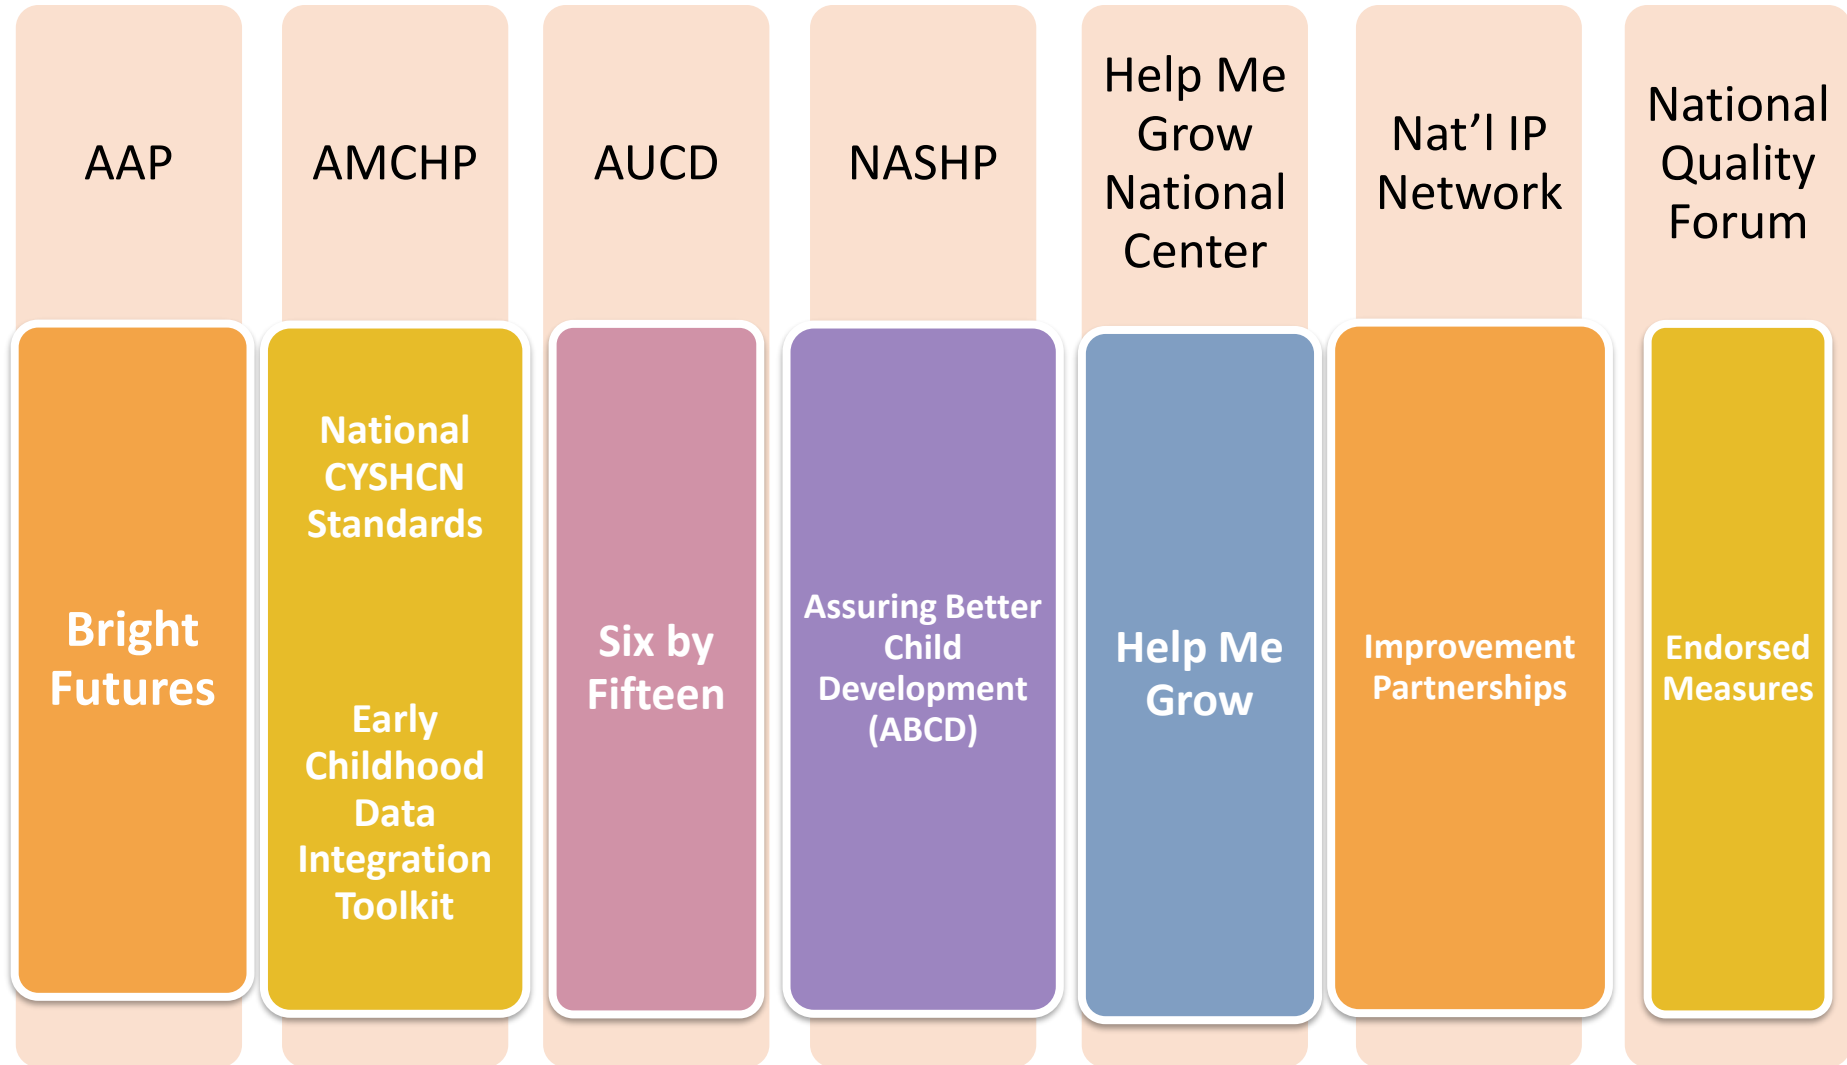 AAP
Bright
Futures
AMCHP
National
CYSHCN
Standards
Early
Childhood
Data
Integration
Toolkit
AUCD
Six by
Fifteen
NASHP
Assuring Better
Child
Development
(ABCD)
Help Me
Grow
National
Center
Help Me
Grow
Nat’l IP
Network
Improvement
Partnerships
National
Quality
Forum
Endorsed
Measures